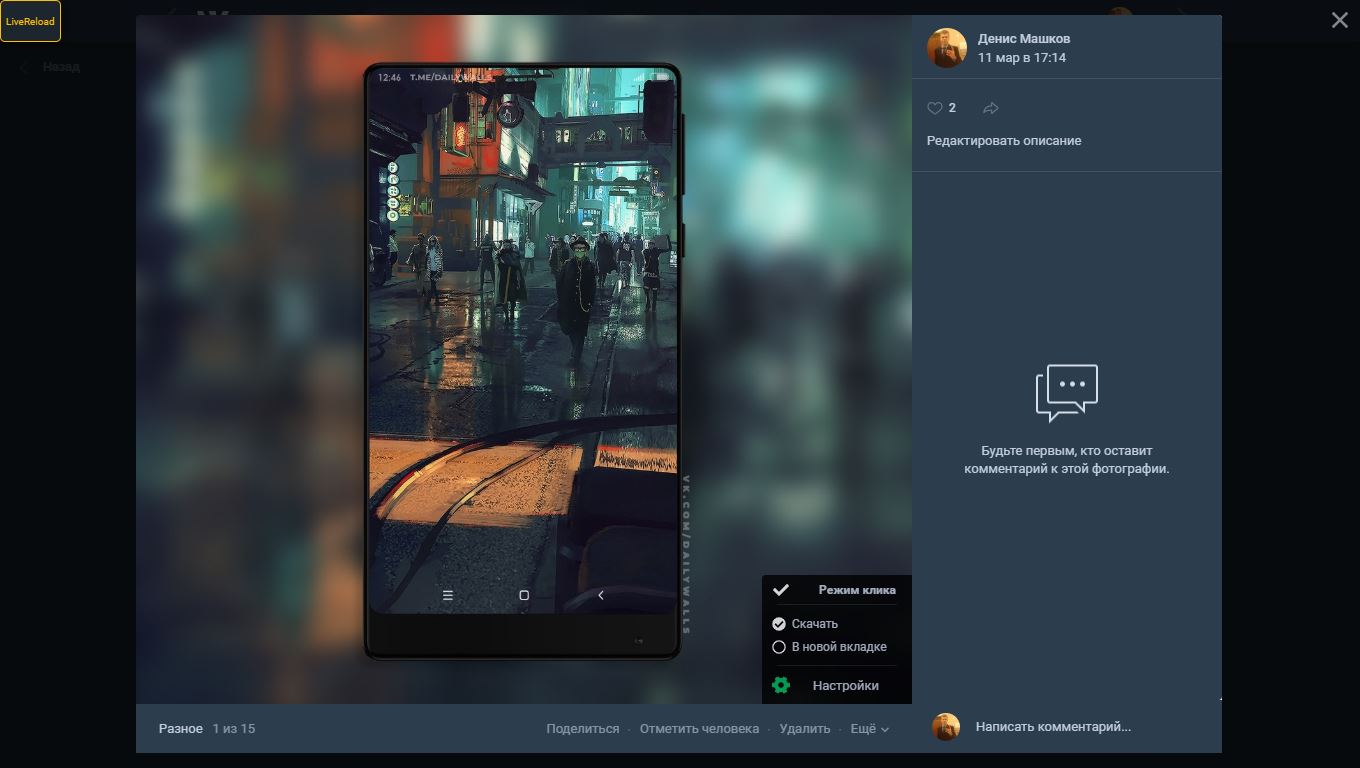 LiveReload
Назад
12:46 T.ME/DAILYWALLS
VK.COM/DAILYWALLS
Режим клика
Скачать
В новой вкладке
Настройки
Разное 1 из 15
Поделиться · Отметить человека · Удалить · Ещё
Денис Машков
11 мар в 17:14
2
Редактировать описание
Будьте первым, кто оставит
комментарий к этой фотографии.
Написать комментарий...